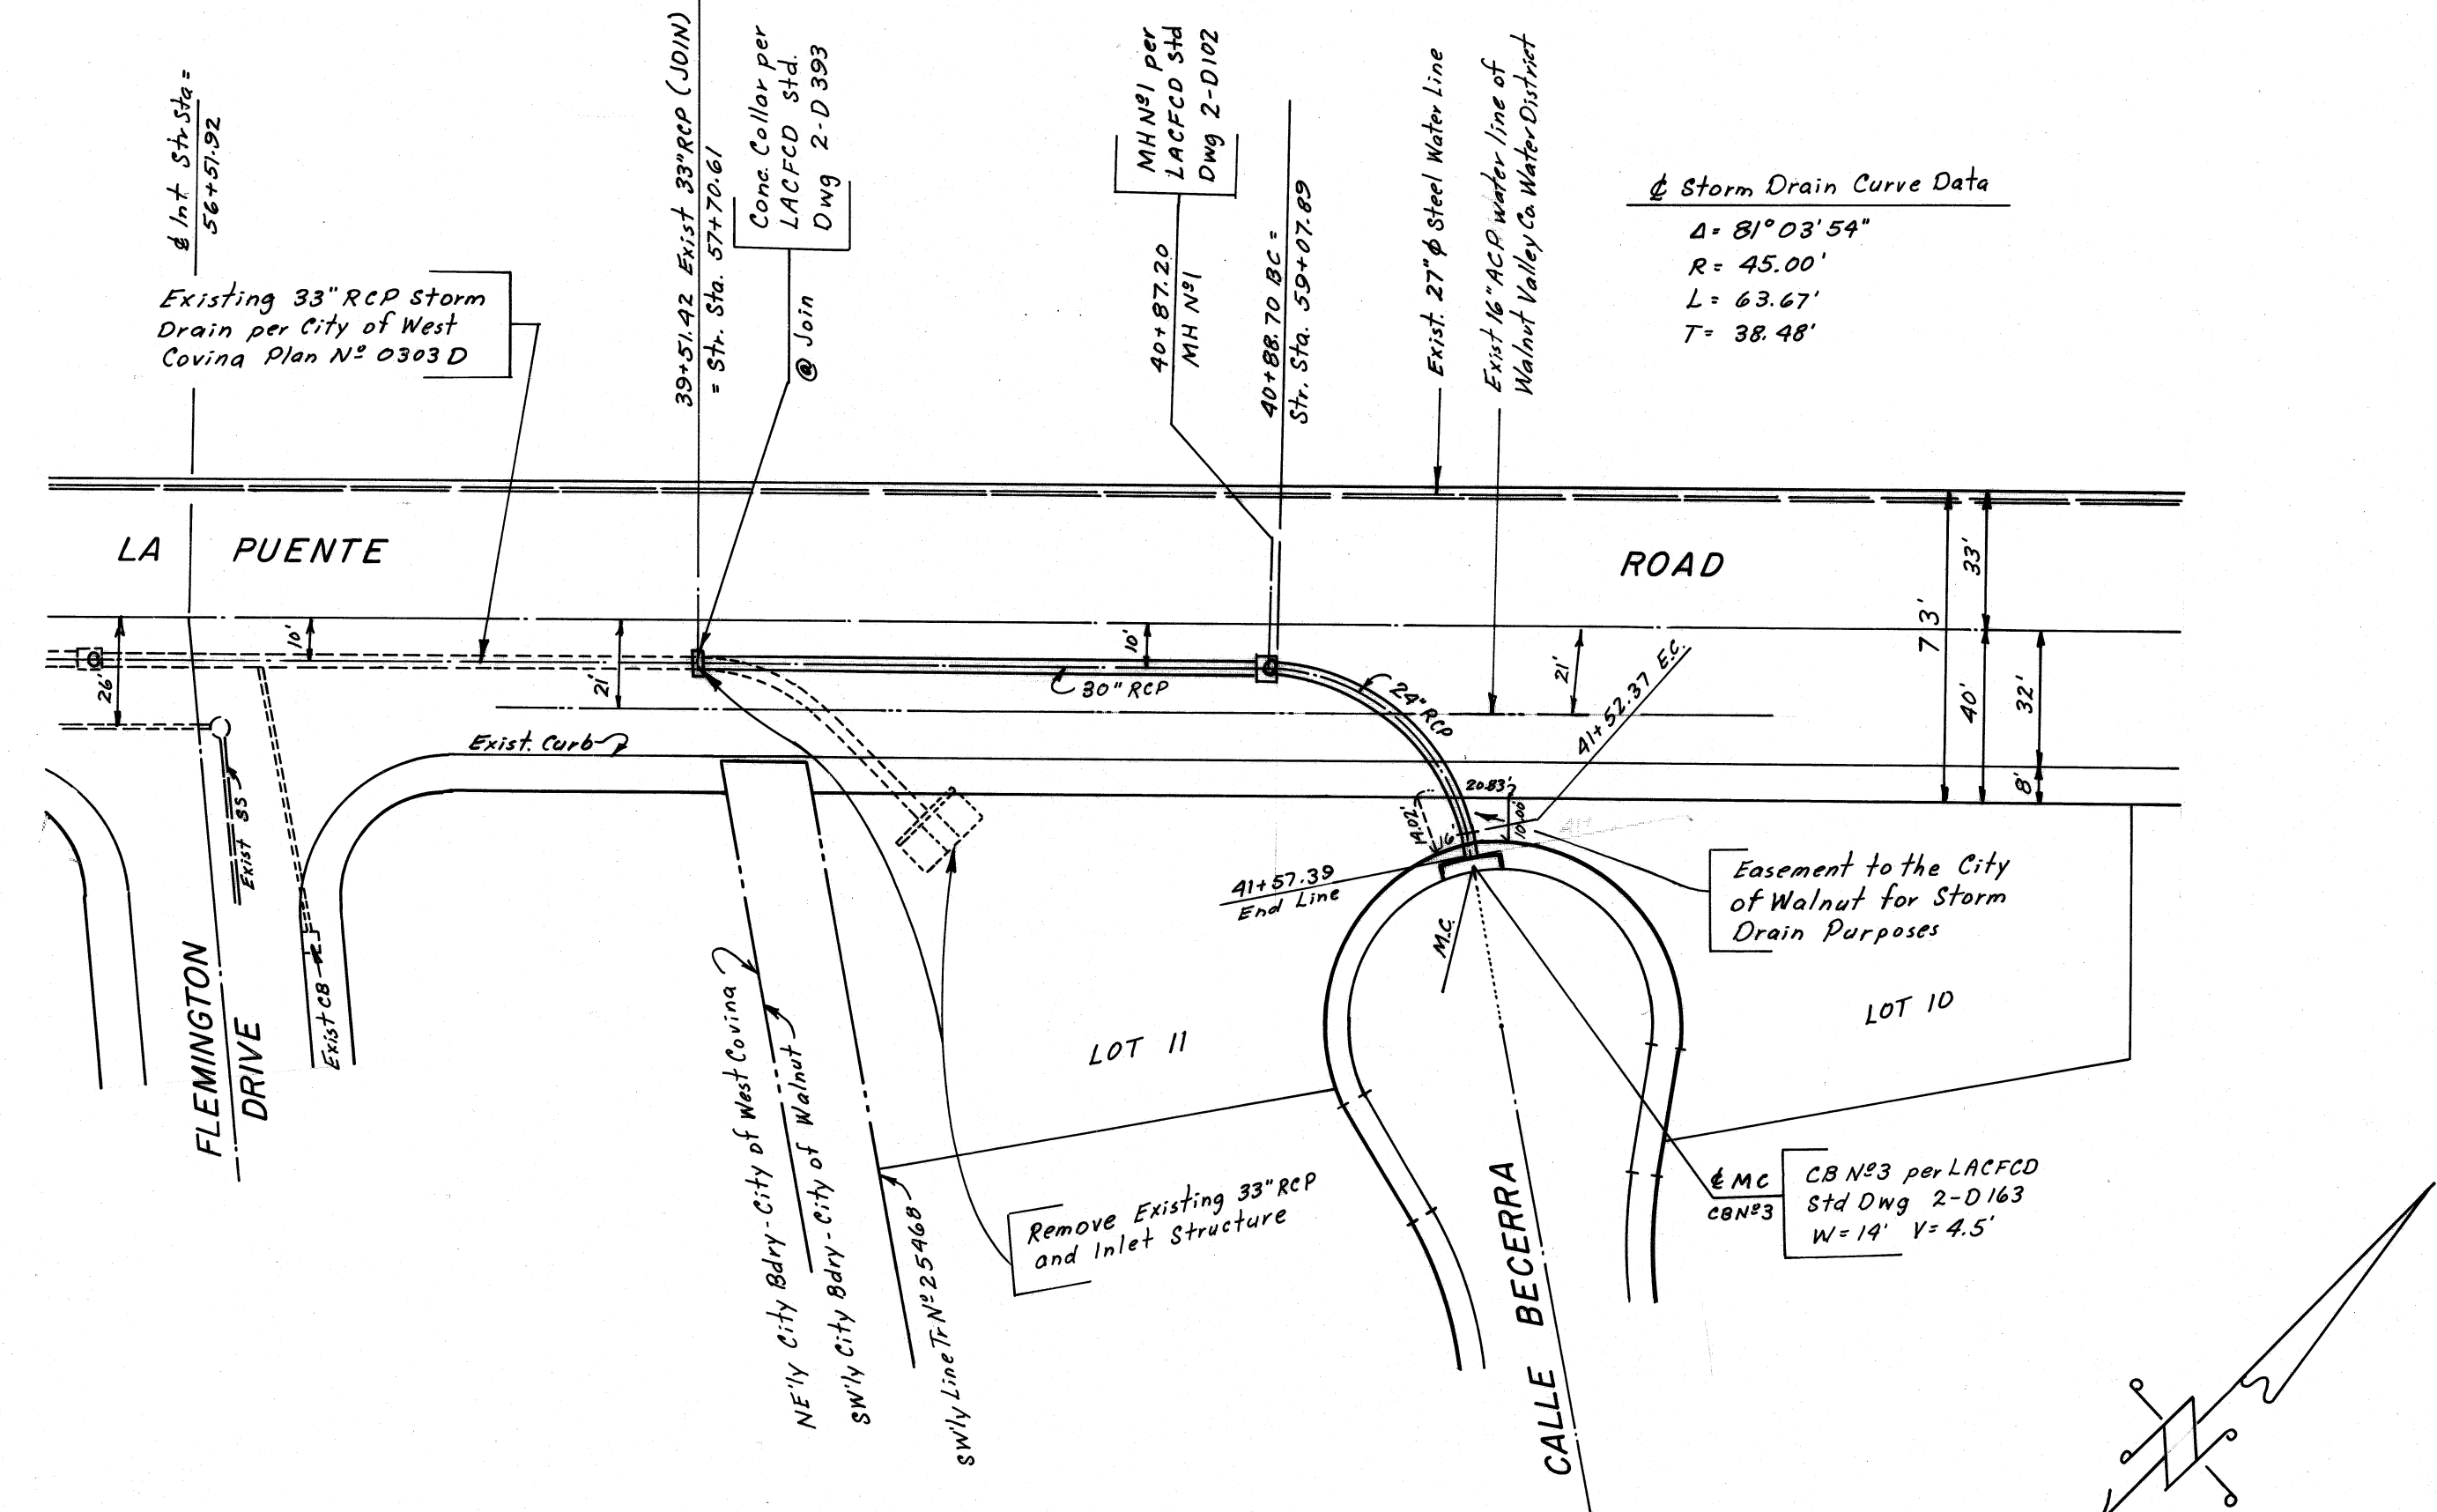 ℄ Int Str Sta =
56+51.92
Existing 33" RCP Storm
Drain per City of West
Covina Plan Nº 0303 D
39+51.42 Exist 33" RCP (JOIN)
= Str. Sta. 57+70.61
Conc. Collar per
LACFCD Std.
Dwg 2-D 393
@ Join
MH Nº1 per
LACFCD Std
Dwg 2-D102
40+87.20
MH Nº1
40+88.70 BC =
Str. Sta. 59+07.89
Exist. 27" ϕ Steel Water Line
Exist 16" ACP water line of
Walnut Valley Co. Water District
℄ Storm Drain Curve Data
Δ = 81° 03' 54"
R = 45.00'
L = 63.67'
T = 38.48'
LA PUENTE ROAD
10'
26'
21'
10'
30" RCP
24" RCP
21'
41+52.37 E.C.
33'
73'
40'
32'
8'
Exist. Curb
Exist SS
Exist CB
20.83'
14.02'
16'
10.00'
41+57.39
End Line
M.C.
Easement to the City
of Walnut for Storm
Drain Purposes
LOT 11
LOT 10
FLEMINGTON
DRIVE
NE'ly City Bdry - City of West Covina
SW'ly City Bdry - City of Walnut
SW'ly Line Tr Nº 25468
Remove Existing 33" RCP
and Inlet Structure
CALLE BECERRA
℄ MC
CB Nº3
CB Nº3 per LACFCD
Std Dwg 2-D163
W = 14' V = 4.5'